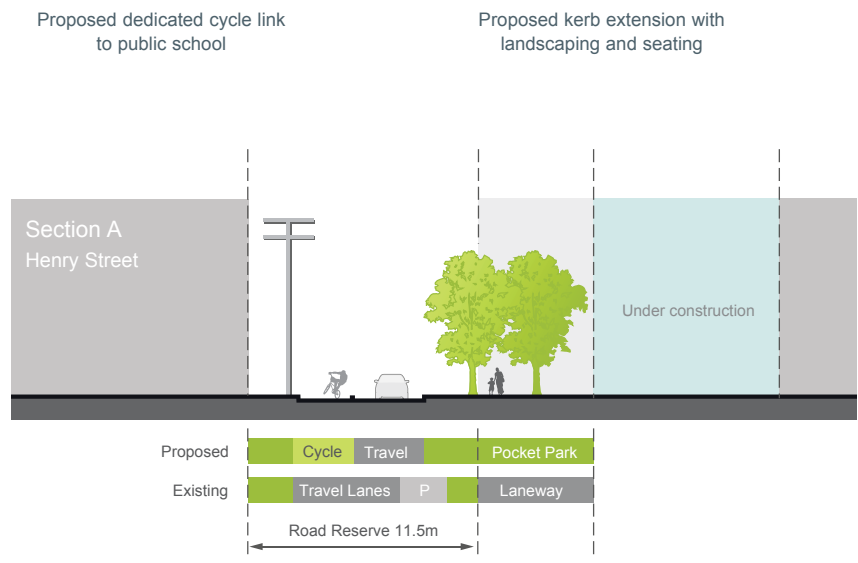 Proposed dedicated cycle link
to public school
Proposed kerb extension with
landscaping and seating
Section A
Henry Street
Under construction
Proposed
Cycle
Travel
Pocket Park
Existing
Travel Lanes
P
Laneway
Road Reserve 11.5m